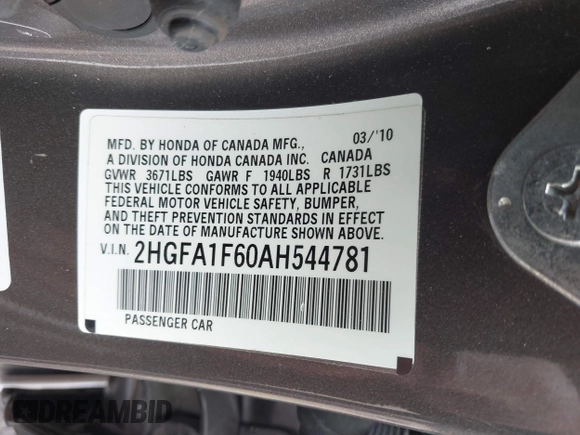 MFD. BY HONDA OF CANADA MFG., 03/'10
A DIVISION OF HONDA CANADA INC. CANADA
GVWR 3671LBS GAWR F 1940LBS R 1731LBS
THIS VEHICLE CONFORMS TO ALL APPLICABLE
FEDERAL MOTOR VEHICLE SAFETY, BUMPER,
AND THEFT PREVENTION STANDARDS IN EFFECT
ON THE DATE OF MANUFACTURE SHOWN ABOVE.
V.I.N. 2HGFA1F60AH544781
PASSENGER CAR
DREAMBID